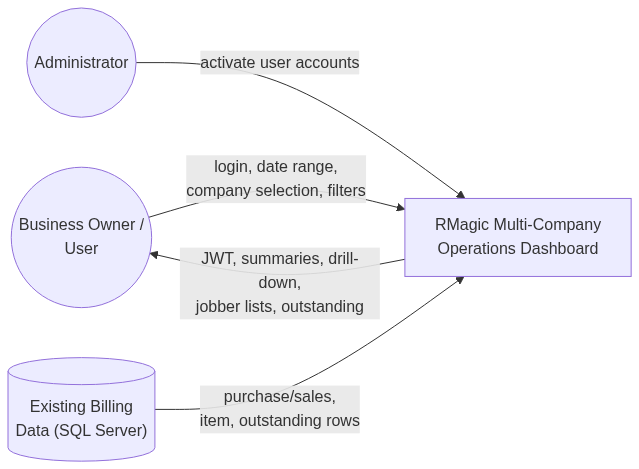 Administrator
activate user accounts
login, date range,
company selection, filters
Business Owner /
User
RMagic Multi-Company
Operations Dashboard
JWT, summaries, drill-
down,
jobber lists, outstanding
Existing Billing
Data (SQL Server)
purchase/sales,
item, outstanding rows